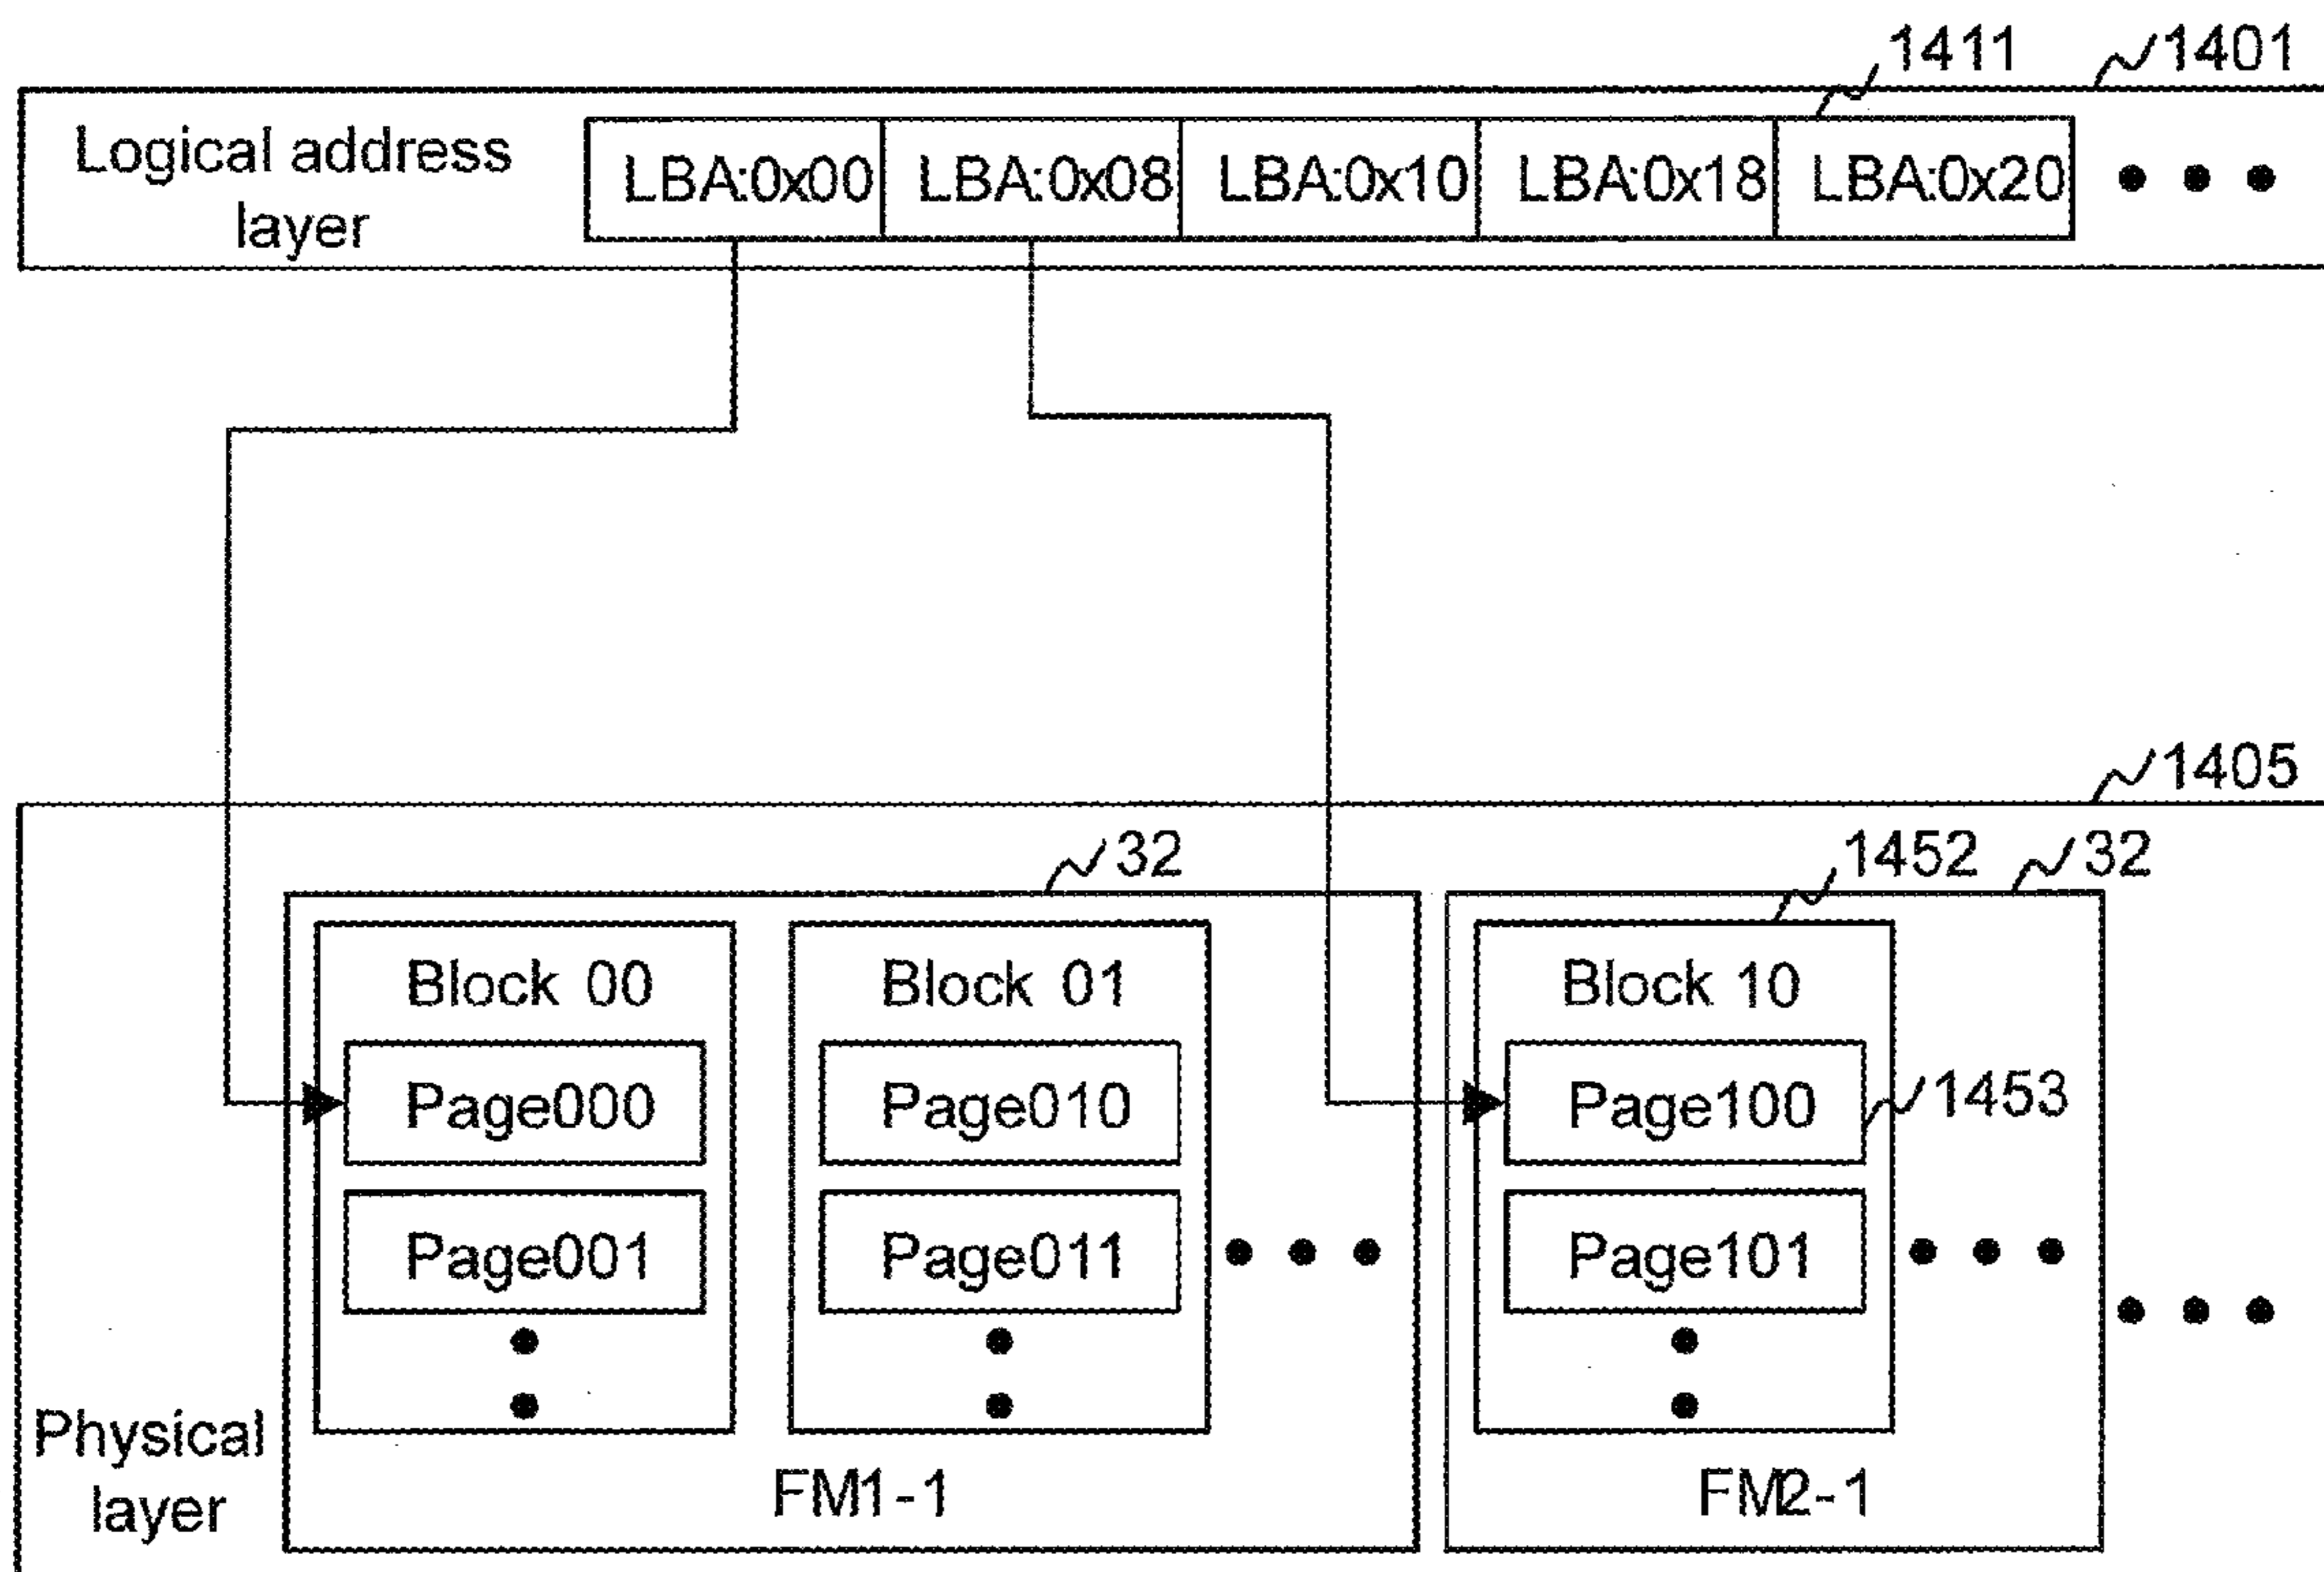 1411
1401
Logical address
layer
LBA:0x00
LBA:0x08
LBA:0x10
LBA:0x18
LBA:0x20
1405
32
1452
32
Block 00
Block 01
Block 10
Page000
Page010
Page100
1453
Page001
Page011
Page101
Physical
layer
FM1-1
FM2-1